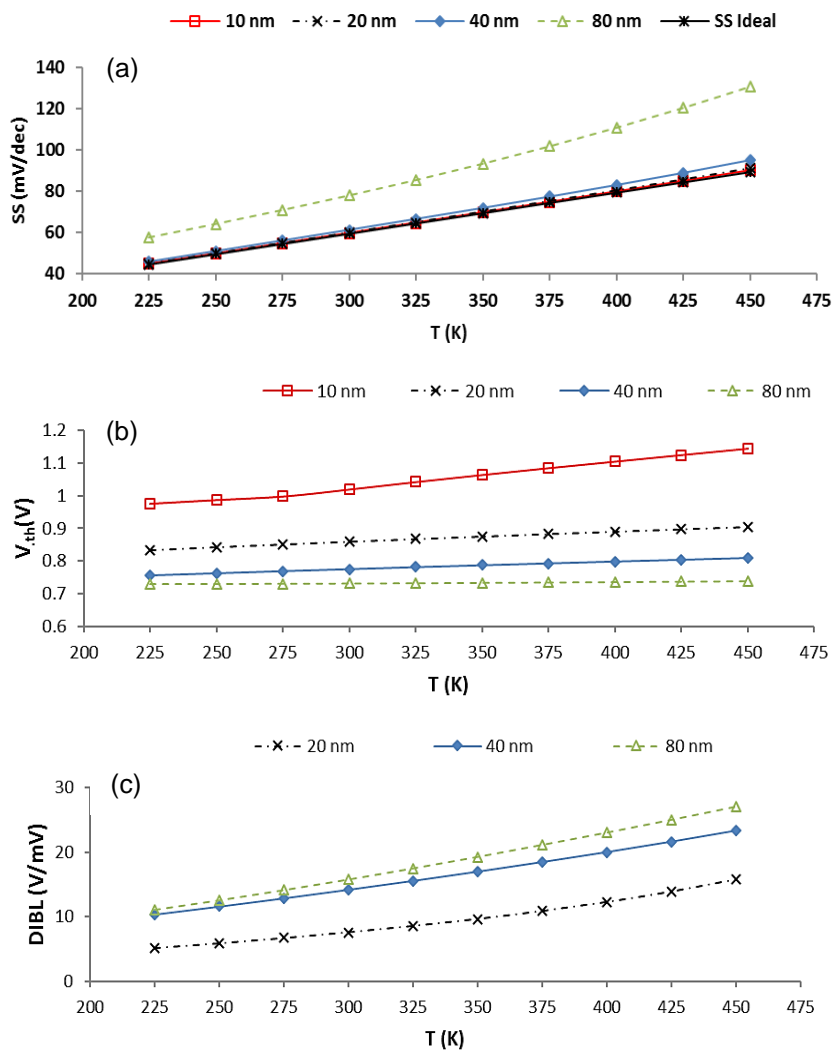 10 nm 20 nm 40 nm 80 nm SS Ideal
(a)
SS (mV/dec)
140
120
100
80
60
40
200 225 250 275 300 325 350 375 400 425 450 475
T (K)
10 nm 20 nm 40 nm 80 nm
(b)
V.th(V)
1.2
1.1
1
0.9
0.8
0.7
0.6
200 225 250 275 300 325 350 375 400 425 450 475
T (K)
20 nm 40 nm 80 nm
(c)
DIBL (V/mV)
30
20
10
0
200 225 250 275 300 325 350 375 400 425 450 475
T (K)